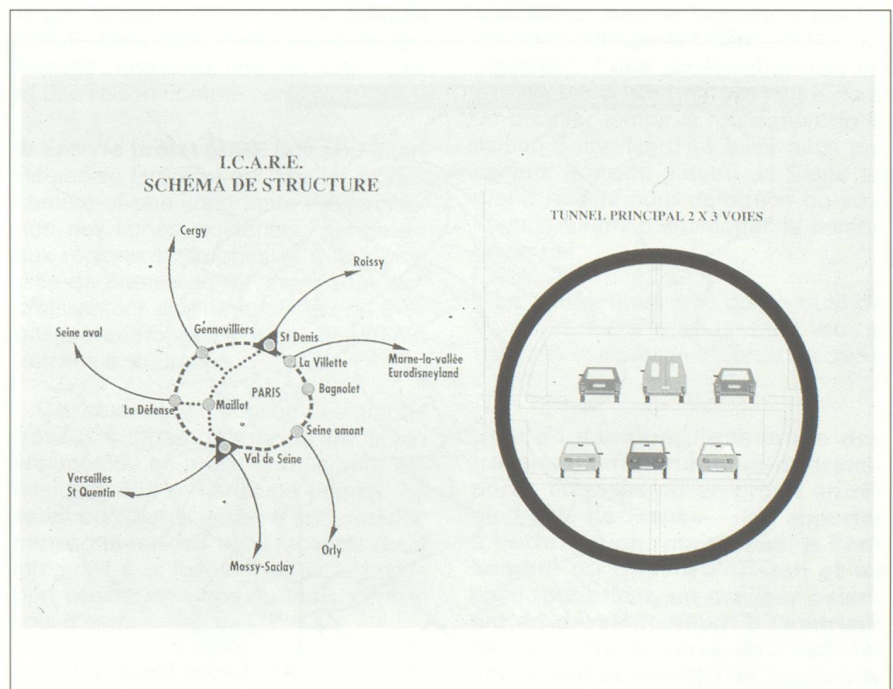 I.C.A.R.E.
SCHÉMA DE STRUCTURE
Cergy
Roissy
Seine aval
Gennevilliers
St Denis
La Villette
Marne-la-vallée
Eurodisneyland
PARIS
Bagnolet
La Défense
Maillot
Seine amont
Val de Seine
Versailles
St Quentin
Massy-Saclay
Orly
TUNNEL PRINCIPAL 2 X 3 VOIES